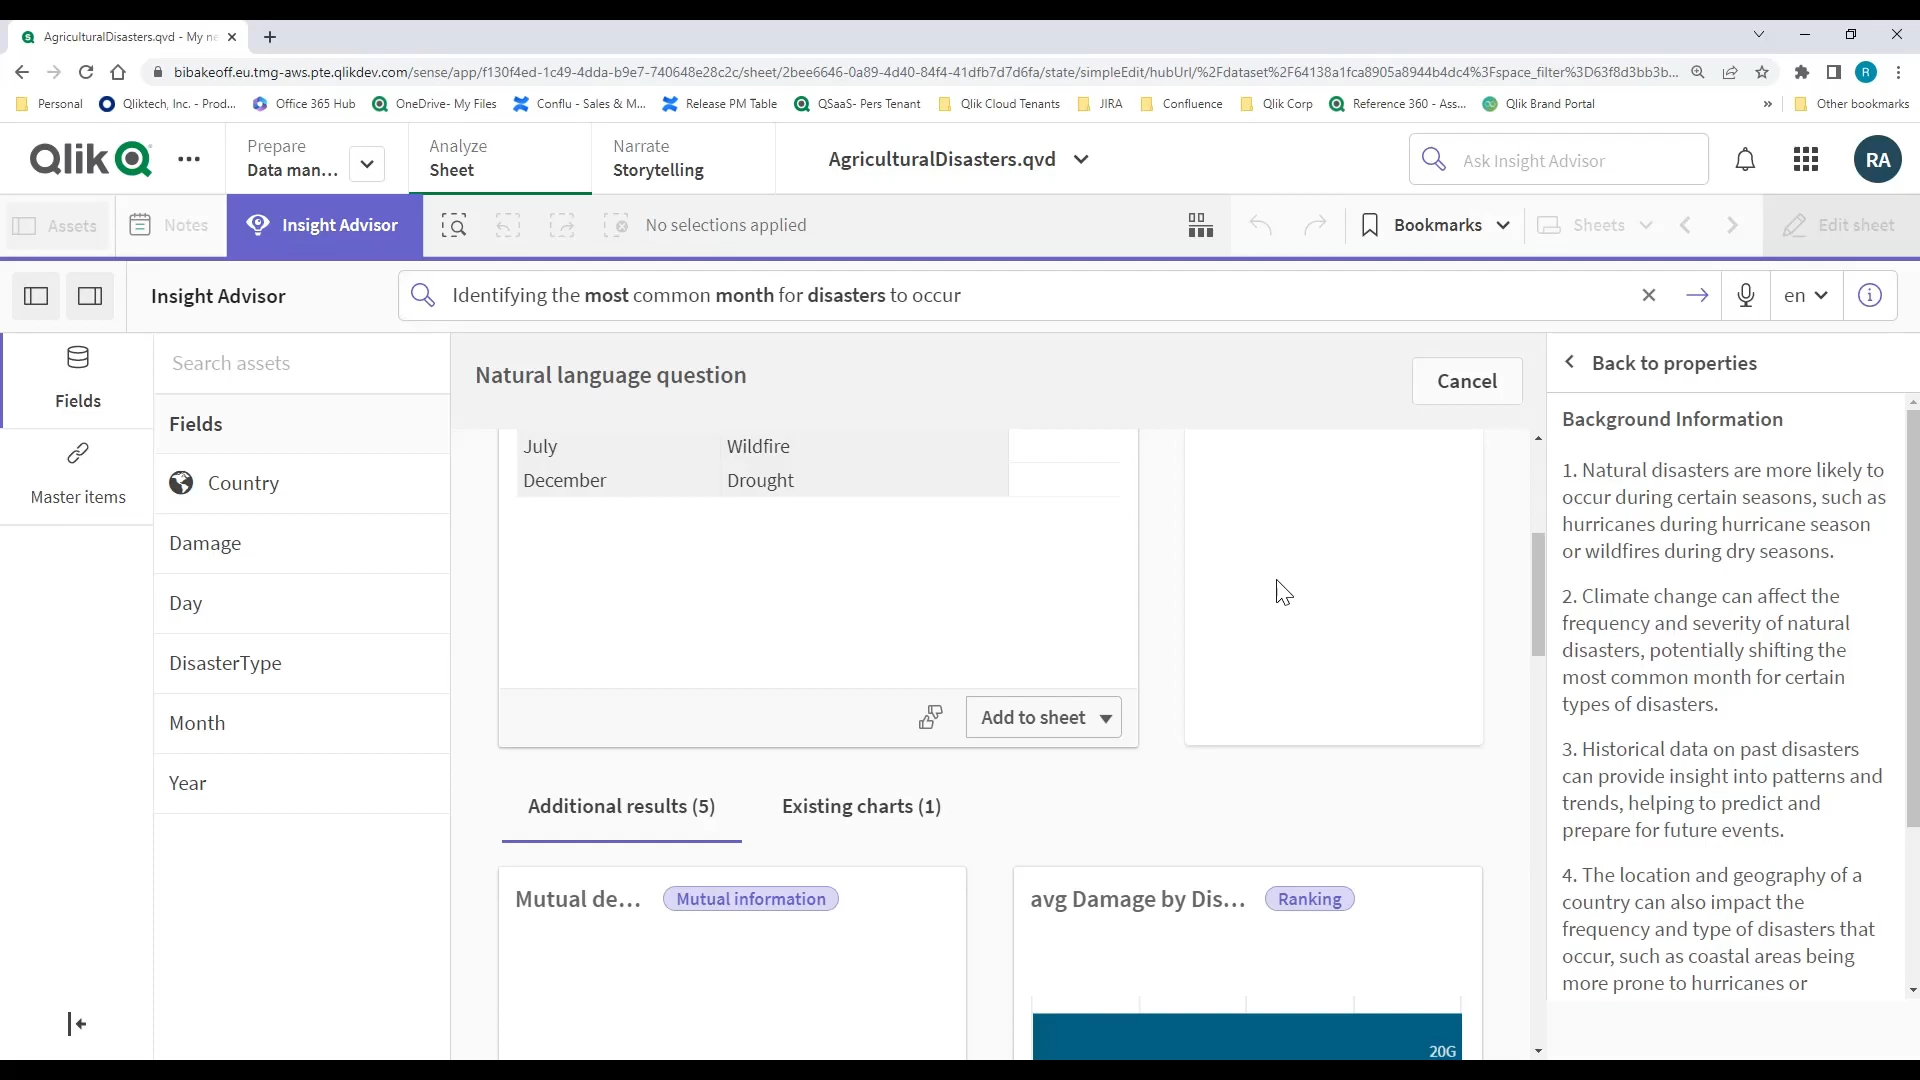 AgriculturalDisasters.qvd - My ne
bibakeoff.eu.tmg-aws.pte.qlikdev.com/sense/app/f130f4ed-1c49-4dda-b9e7-740648e28c2c/sheet/2bee6646-0a89-4d40-84f4-41dfb7d7d6fa/state/simpleEdit/hubUrl/%2Fdataset%2F64138a1fca8905a8944b4dc4%3Fspace_filter%3D63f8d3bb3b...
R
Personal Qliktech, Inc. - Prod... Office 365 Hub OneDrive- My Files Conflu - Sales & M... Release PM Table QSaaS- Pers Tenant Qlik Cloud Tenants JIRA Confluence Qlik Corp Reference 360 - Ass... Qlik Brand Portal » Other bookmarks
Qlik
Prepare
Data man...
Analyze
Sheet
Narrate
Storytelling
AgriculturalDisasters.qvd
Ask Insight Advisor
RA
Assets Notes Insight Advisor No selections applied Bookmarks Sheets Edit sheet
Insight Advisor
Identifying the most common month for disasters to occur
en
Fields
Master items
Search assets
Fields
Country
Damage
Day
DisasterType
Month
Year
Natural language question
Cancel
July Wildfire
December Drought
Add to sheet
Additional results (5) Existing charts (1)
Mutual de... Mutual information
avg Damage by Dis... Ranking
20G
Back to properties
Background Information
1. Natural disasters are more likely to
occur during certain seasons, such as
hurricanes during hurricane season
or wildfires during dry seasons.
2. Climate change can affect the
frequency and severity of natural
disasters, potentially shifting the
most common month for certain
types of disasters.
3. Historical data on past disasters
can provide insight into patterns and
trends, helping to predict and
prepare for future events.
4. The location and geography of a
country can also impact the
frequency and type of disasters that
occur, such as coastal areas being
more prone to hurricanes or